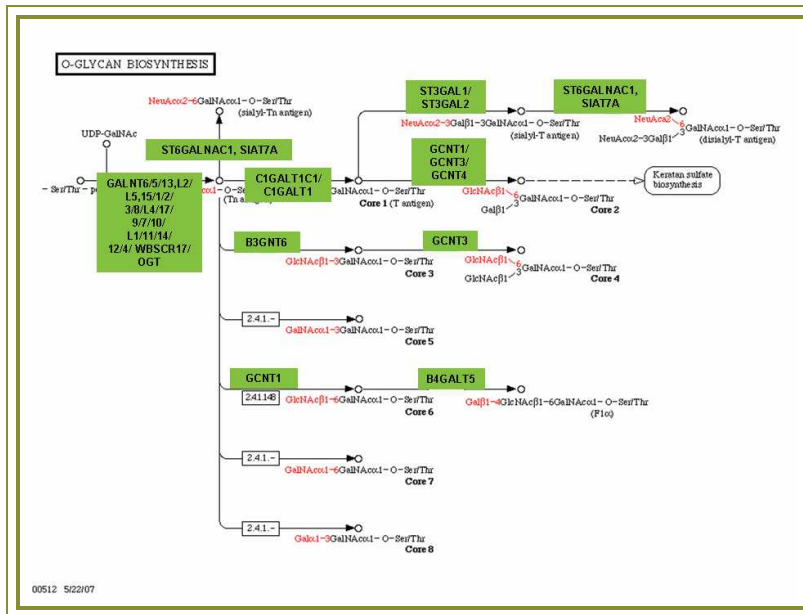 O-GLYCAN BIOSYNTHESIS
NeuAcα2−6GalNAcα1−O−Ser/Thr
(sialyl-Tn antigen)
ST3GAL1/
ST3GAL2
ST6GALNAC1,
SIAT7A
NeuAcα2−3Galβ1−3GalNAcα1−O−Ser/Thr
(sialyl-T antigen)
NeuAca2
6
GalNAcα1−O−Ser/Thr
3
NeuAcα2−3Galβ1
(disialyl-T antigen)
UDP-GalNAc
ST6GALNAC1, SIAT7A
− Ser/Thr −
GALNT6/5/13,L2/
L5,15/1/2/
3/8/L4/17/
9/7/10/
L1/11/14/
12/4/ WBSCR17/
OGT
α1−O−Ser/Thr
(Tn
C1GALT1C1/
C1GALT1
GalNAcα1−O−Ser/Thr
Core 1 (T antigen)
GCNT1/
GCNT3/
GCNT4
GlcNAcβ1
6
GalNAcα1−O−Ser/Thr
3
Galβ1
Core 2
Keratan sulfate
biosynthesis
B3GNT6
GlcNAcβ1−3GalNAcα1−O−Ser/Thr
Core 3
GCNT3
GlcNAcβ1
6
GalNAcα1−O−Ser/Thr
3
GlcNAcβ1
Core 4
2.4.1.−
GalNAcα1−3GalNAcα1−O−Ser/Thr
Core 5
GCNT1
2.4.1.148
GlcNAcβ1−6GalNAcα1−O−Ser/Thr
Core 6
B4GALT5
Galβ1−4GlcNAcβ1−6GalNAcα1−O−Ser/Thr
(F1α)
2.4.1.−
GalNAcα1−6GalNAcα1−O−Ser/Thr
Core 7
2.4.1.−
Galα1−3GalNAcα1−O−Ser/Thr
Core 8
00512 5/22/07